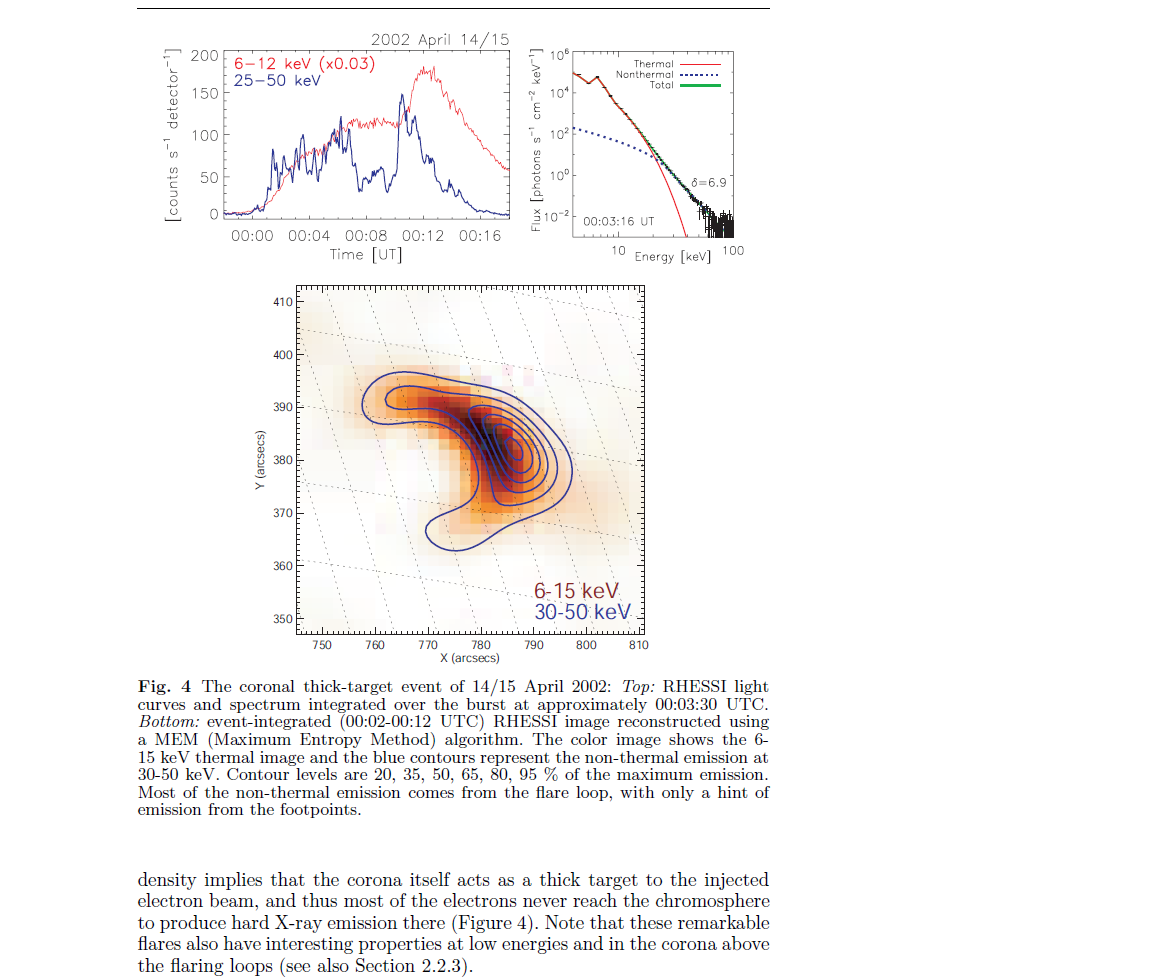 2002 April 14/15
6−12 keV (x0.03)
25−50 keV
[counts s⁻¹ detector⁻¹]
200
150
100
50
0
00:00 00:04 00:08 00:12 00:16
Time [UT]
Flux [photons s⁻¹ cm⁻² keV⁻¹]
10⁶
10⁴
10²
10⁰
10⁻²
Thermal
Nonthermal
Total
δ=6.9
00:03:16 UT
10 100
Energy [keV]
Y (arcsecs)
410
400
390
380
370
360
350
6-15 keV
30-50 keV
750 760 770 780 790 800 810
X (arcsecs)
Fig. 4 The coronal thick-target event of 14/15 April 2002: Top: RHESSI light
curves and spectrum integrated over the burst at approximately 00:03:30 UTC.
Bottom: event-integrated (00:02-00:12 UTC) RHESSI image reconstructed using
a MEM (Maximum Entropy Method) algorithm. The color image shows the 6-
15 keV thermal image and the blue contours represent the non-thermal emission at
30-50 keV. Contour levels are 20, 35, 50, 65, 80, 95 % of the maximum emission.
Most of the non-thermal emission comes from the flare loop, with only a hint of
emission from the footpoints.
density implies that the corona itself acts as a thick target to the injected
electron beam, and thus most of the electrons never reach the chromosphere
to produce hard X-ray emission there (Figure 4). Note that these remarkable
flares also have interesting properties at low energies and in the corona above
the flaring loops (see also Section 2.2.3).